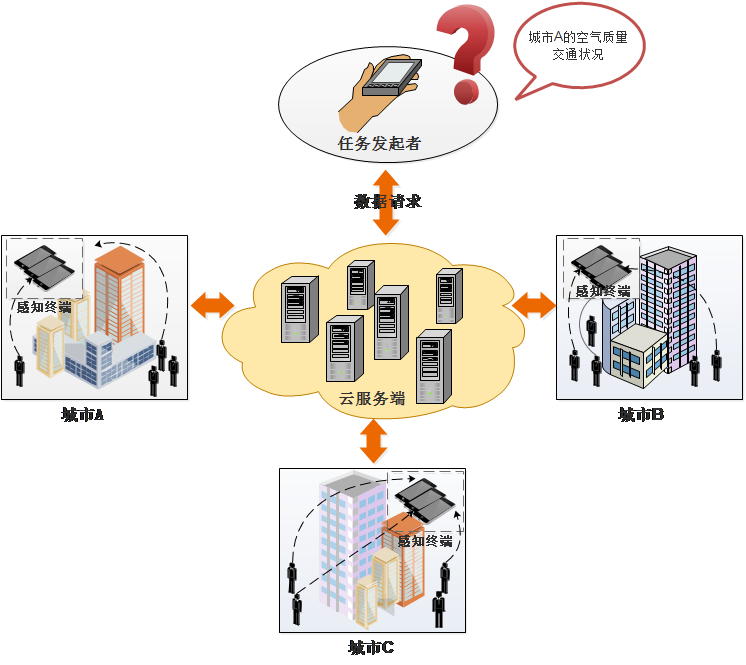 城市A的空气质量
交通状况
任务发起者
数据请求
感知终端
感知终端
云服务端
城市A
城市B
感知终端
城市C